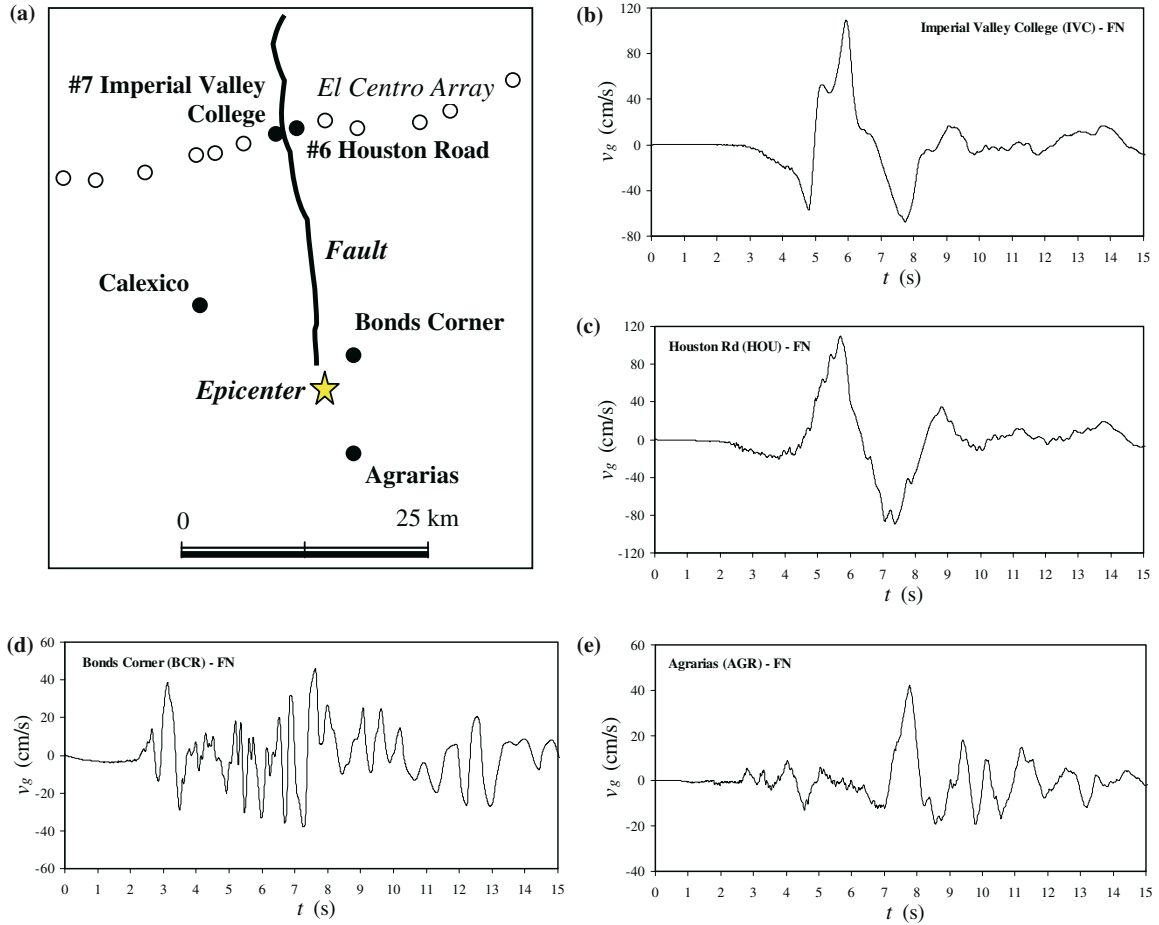 (a)
#7 Imperial Valley
College
El Centro Array
#6 Houston Road
Fault
Calexico
Bonds Corner
Epicenter
Agrarias
0
25 km
(b)
Imperial Valley College (IVC) - FN
120
80
40
0
-40
-80
vg (cm/s)
0 1 2 3 4 5 6 7 8 9 10 11 12 13 14 15
t (s)
(c)
Houston Rd (HOU) - FN
120
80
40
0
-40
-80
-120
vg (cm/s)
0 1 2 3 4 5 6 7 8 9 10 11 12 13 14 15
t (s)
(d)
Bonds Corner (BCR) - FN
60
40
20
0
-20
-40
-60
vg (cm/s)
0 1 2 3 4 5 6 7 8 9 10 11 12 13 14 15
t (s)
(e)
Agrarias (AGR) - FN
60
40
20
0
-20
-40
vg (cm/s)
0 1 2 3 4 5 6 7 8 9 10 11 12 13 14 15
t (s)